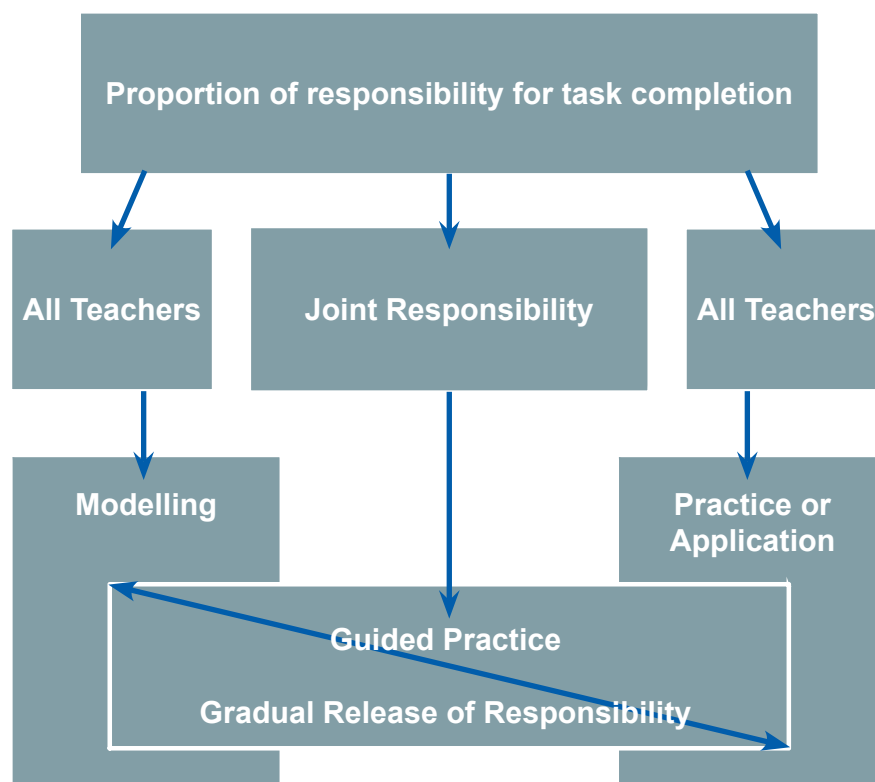 Proportion of responsibility for task completion
All Teachers
Joint Responsibility
All Teachers
Modelling
Practice or
Application
Guided Practice
Gradual Release of Responsibility